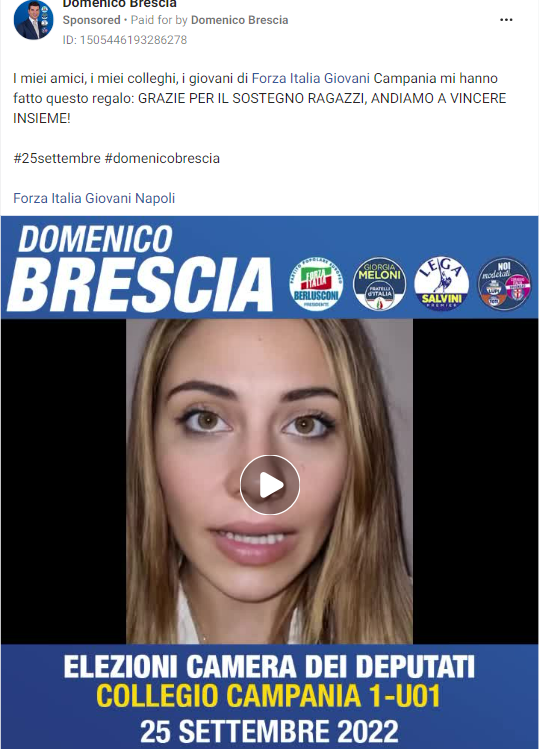 Domenico Brescia
Sponsored • Paid for by Domenico Brescia
ID: 1505446193286278
I miei amici, i miei colleghi, i giovani di Forza Italia Giovani Campania mi hanno
fatto questo regalo: GRAZIE PER IL SOSTEGNO RAGAZZI, ANDIAMO A VINCERE
INSIEME!
#25settembre #domenicobrescia
Forza Italia Giovani Napoli
DOMENICO
BRESCIA
FORZA
ITALIA
BERLUSCONI
PRESIDENTE
GIORGIA
MELONI
FRATELLI
d'ITALIA
LEGA
SALVINI
PREMIER
NOI
moderati
ELEZIONI CAMERA DEI DEPUTATI
COLLEGIO CAMPANIA 1-U01
25 SETTEMBRE 2022